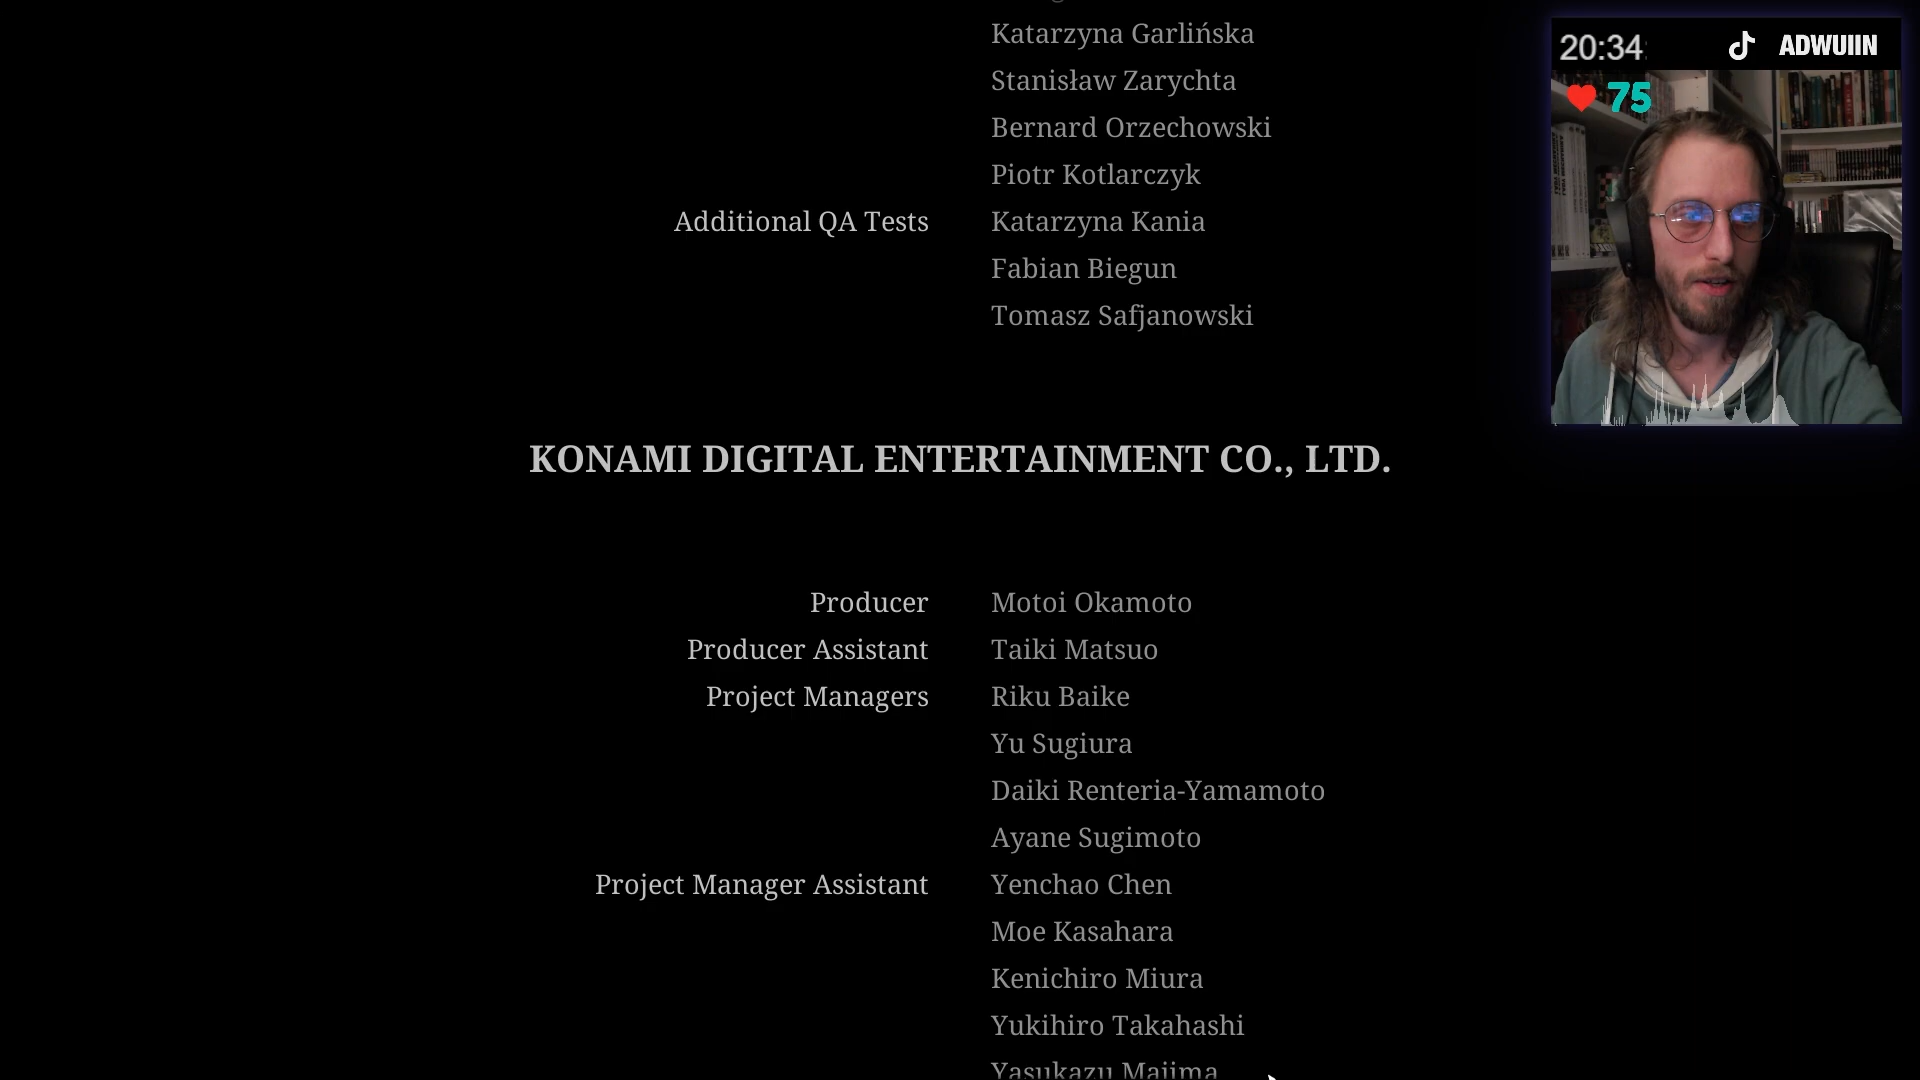 Katarzyna Garlińska
Stanisław Zarychta
Bernard Orzechowski
Piotr Kotlarczyk
Additional QA Tests Katarzyna Kania
Fabian Biegun
Tomasz Safjanowski
KONAMI DIGITAL ENTERTAINMENT CO., LTD.
Producer Motoi Okamoto
Producer Assistant Taiki Matsuo
Project Managers Riku Baike
Yu Sugiura
Daiki Renteria-Yamamoto
Ayane Sugimoto
Project Manager Assistant Yenchao Chen
Moe Kasahara
Kenichiro Miura
Yukihiro Takahashi
Yasukazu Majima
20:34:
ADWUIIN
75